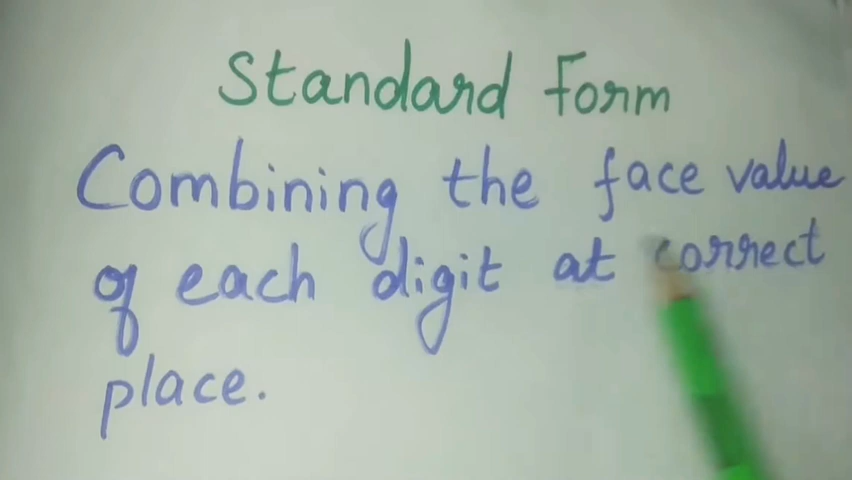 Standard Form
Combining the face value
of each digit at correct
place.